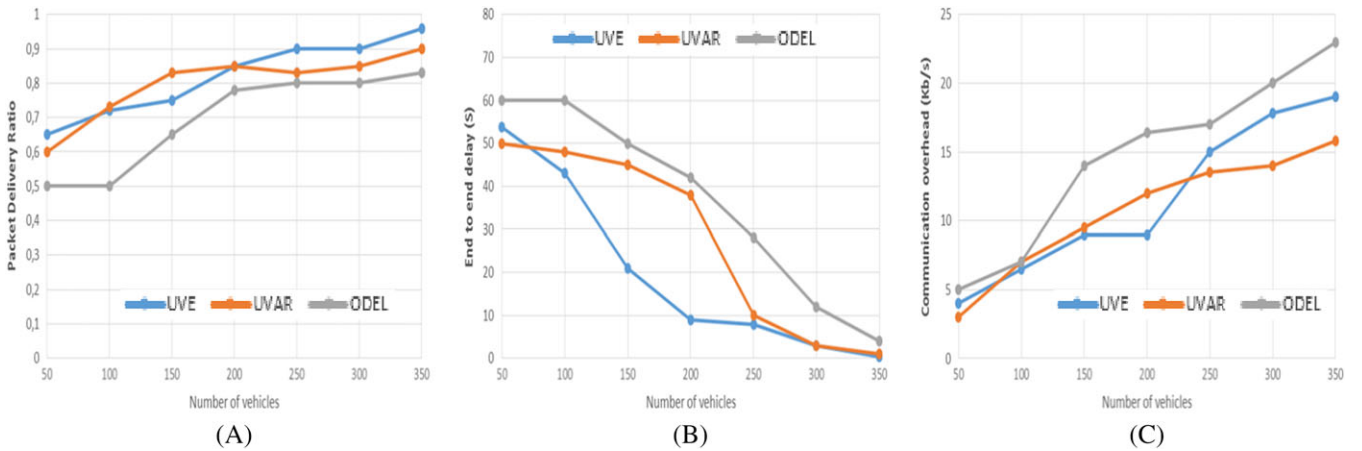 1
0,9
0,8
0,7
0,6
0,5
0,4
0,3
0,2
0,1
0
Packet Delivery Ratio
UVE UVAR ODEL
50 100 150 200 250 300 350
Number of vehicles
(A)
80
70
60
50
40
30
20
10
0
End to end delay (S)
UVE UVAR ODEL
50 100 150 200 250 300 350
Number of vehicles
(B)
25
20
15
10
5
0
Communication overhead (Kb/s)
UVE UVAR ODEL
50 100 150 200 250 300 350
Number of vehicles
(C)